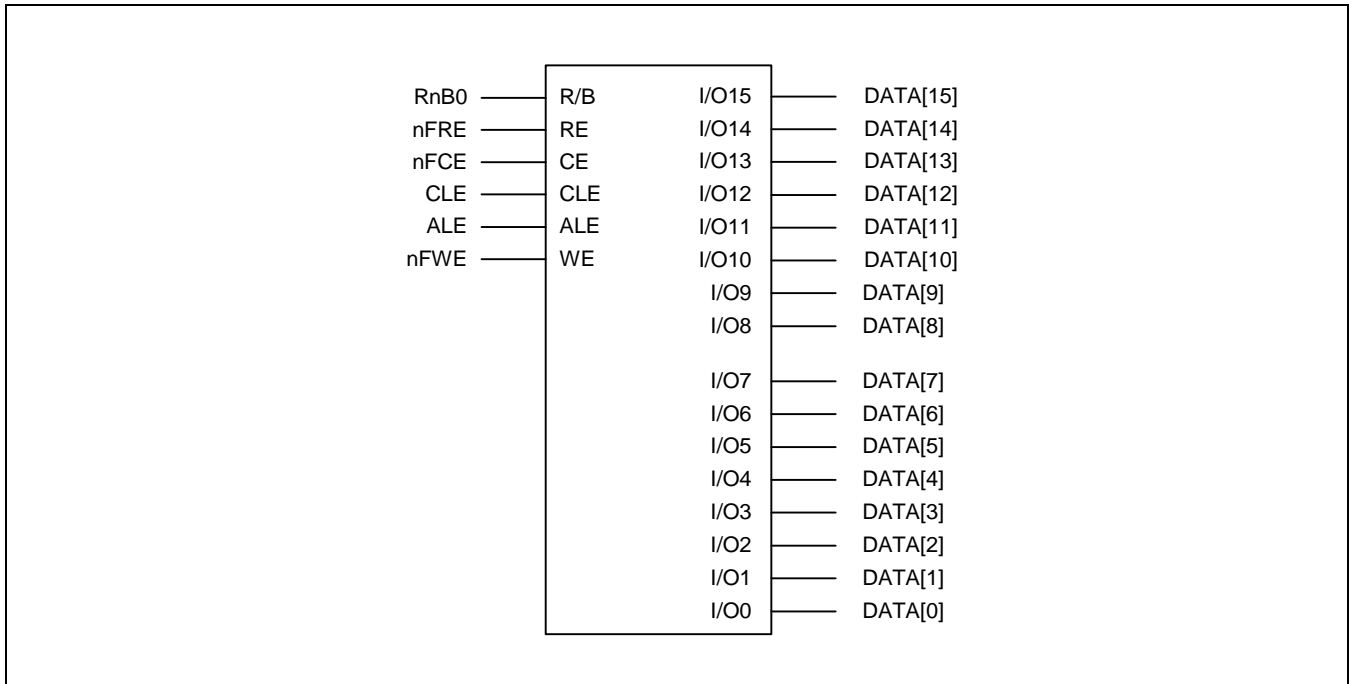 RnB0 R/B I/O15 DATA[15]
nFRE RE I/O14 DATA[14]
nFCE CE I/O13 DATA[13]
CLE CLE I/O12 DATA[12]
ALE ALE I/O11 DATA[11]
nFWE WE I/O10 DATA[10]
I/O9 DATA[9]
I/O8 DATA[8]
I/O7 DATA[7]
I/O6 DATA[6]
I/O5 DATA[5]
I/O4 DATA[4]
I/O3 DATA[3]
I/O2 DATA[2]
I/O1 DATA[1]
I/O0 DATA[0]